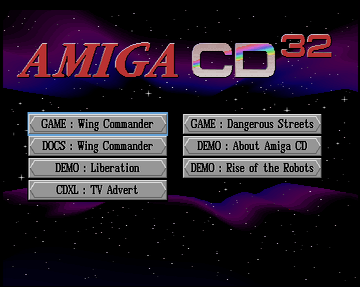 AMIGA CD32
GAME : Wing Commander
DOCS : Wing Commander
DEMO : Liberation
CDXL : TV Advert
GAME : Dangerous Streets
DEMO : About Amiga CD
DEMO : Rise of the Robots